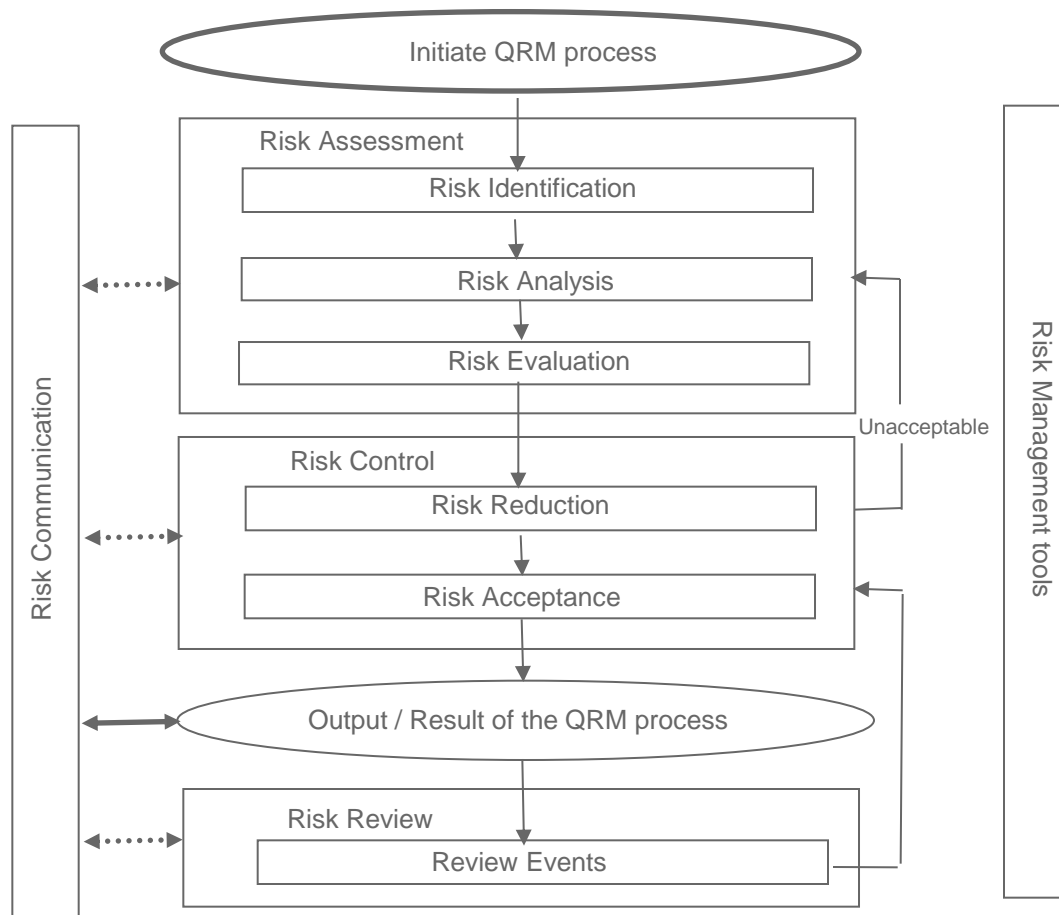 Initiate QRM process
Risk Assessment
Risk Identification
Risk Analysis
Risk Evaluation
Unacceptable
Risk Control
Risk Reduction
Risk Acceptance
Output / Result of the QRM process
Risk Review
Review Events
Risk Communication
Risk Management tools